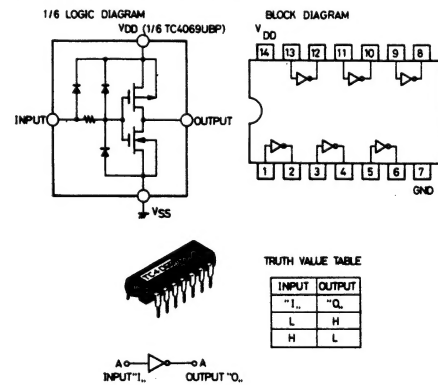 1/6 LOGIC DIAGRAM
VDD (1/6 TC4069UBP)
INPUT
OUTPUT
VSS
BLOCK DIAGRAM
VDD
14 13 12 11 10 9 8
1 2 3 4 5 6 7
GND
TRUTH VALUE TABLE
INPUT OUTPUT
"I„ "O„
L H
H L
A A
INPUT "I„ OUTPUT "O„